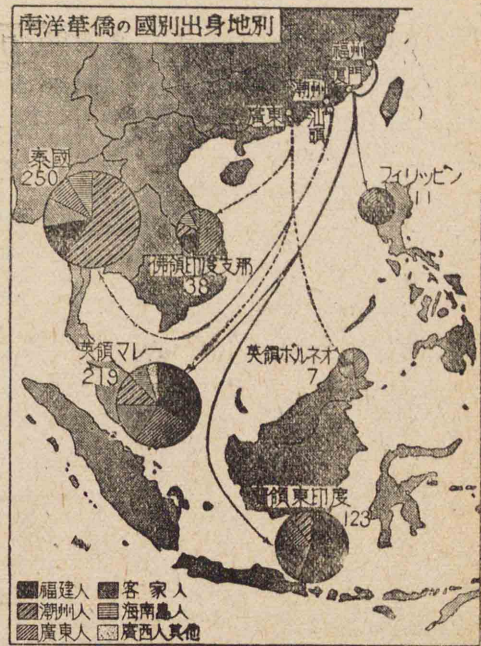 南洋華僑の國別出身地別
福州
廈門
潮州
汕頭
廣東
泰國
250
フィリッピン
11
佛領印度支那
38
英領マレー
219
英領ボルネオ
7
領東印度
123
福建人
客家人
潮州人
海南島人
廣東人
廣西人其他